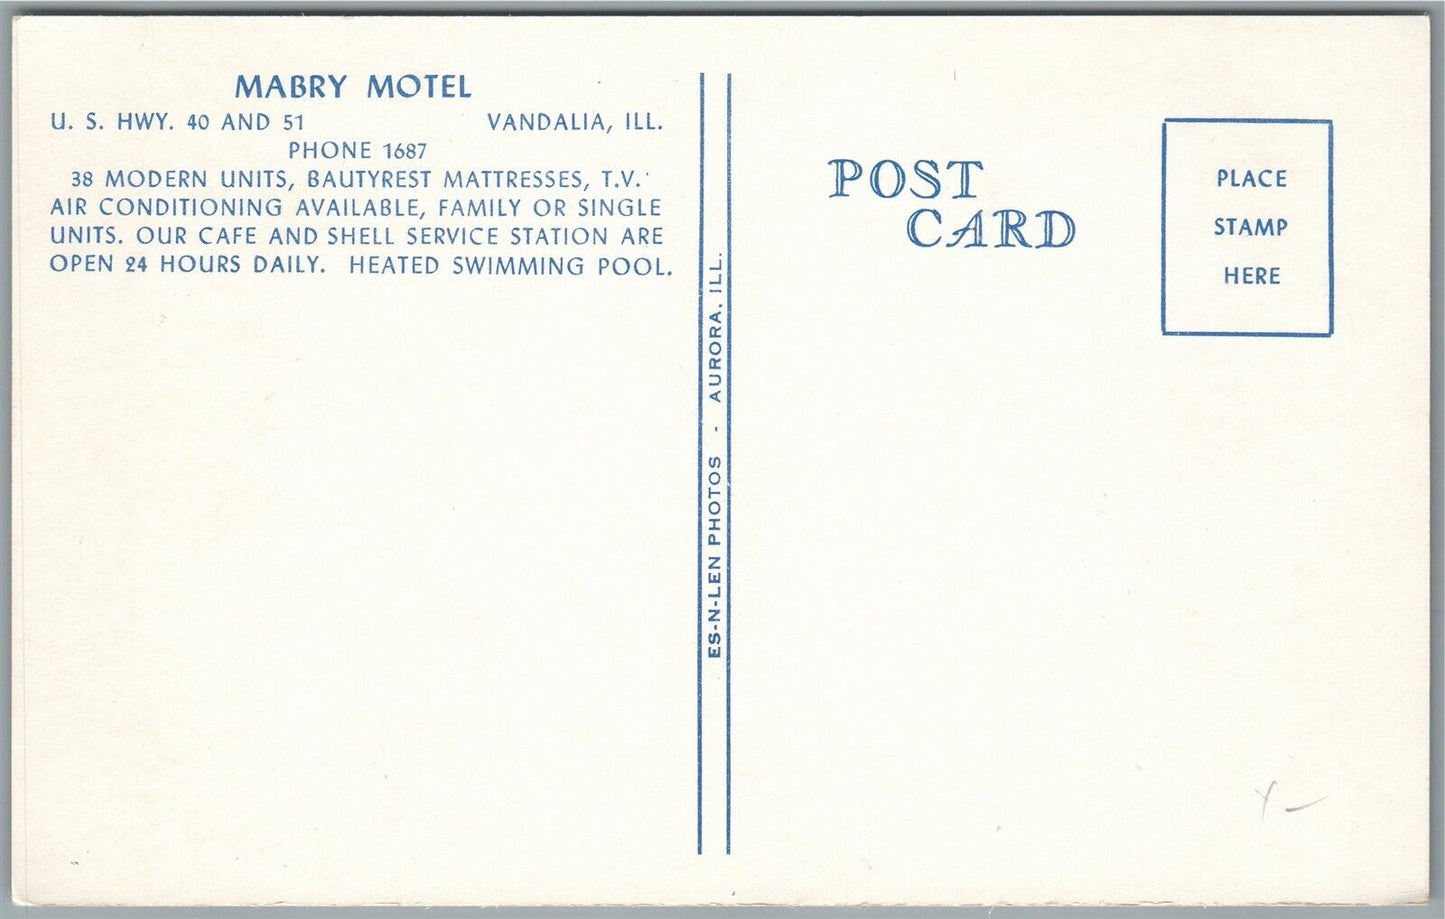 MABRY MOTEL
U. S. HWY. 40 AND 51 VANDALIA, ILL.
PHONE 1687
38 MODERN UNITS, BAUTYREST MATTRESSES, T.V.
AIR CONDITIONING AVAILABLE, FAMILY OR SINGLE
UNITS. OUR CAFE AND SHELL SERVICE STATION ARE
OPEN 24 HOURS DAILY. HEATED SWIMMING POOL.
ES-N-LEN PHOTOS - AURORA, ILL.
POST
CARD
PLACE
STAMP
HERE